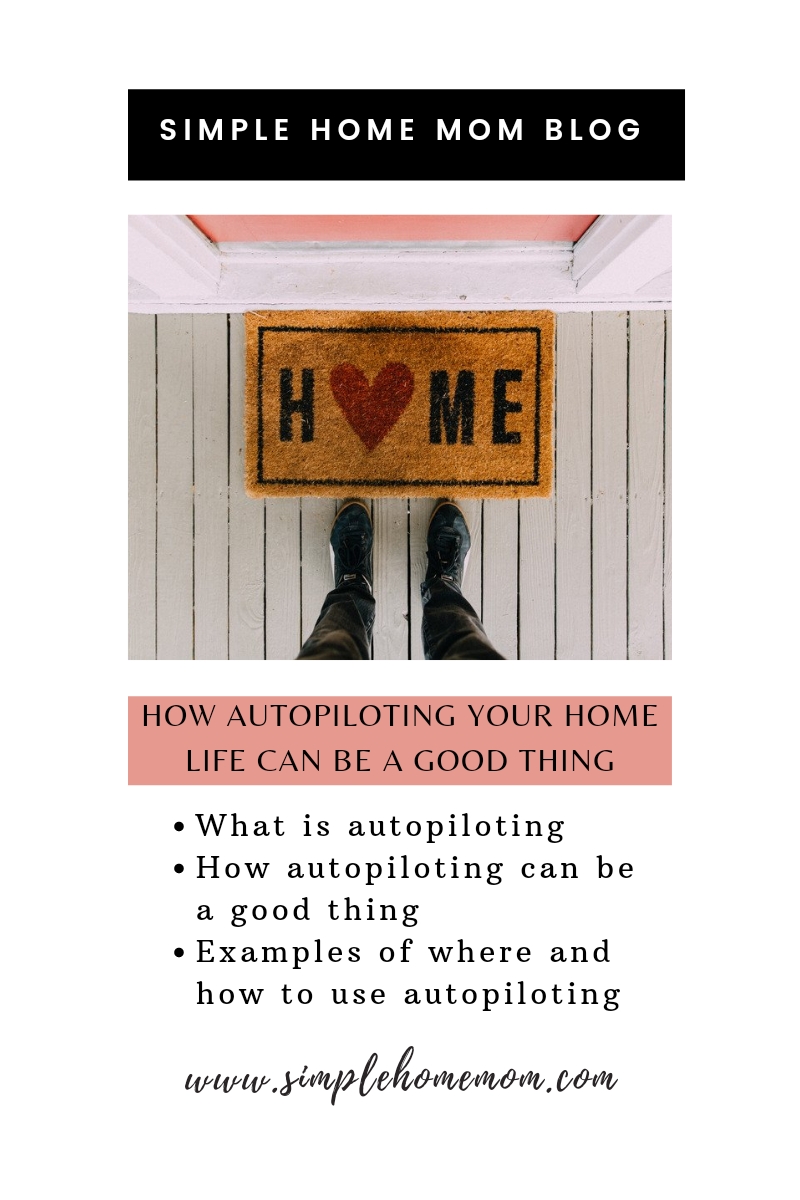 SIMPLE HOME MOM BLOG
H♥ME
HOW AUTOPILOTING YOUR HOME
LIFE CAN BE A GOOD THING
• What is autopiloting
• How autopiloting can be
a good thing
• Examples of where and
how to use autopiloting
www.simplehomemom.com